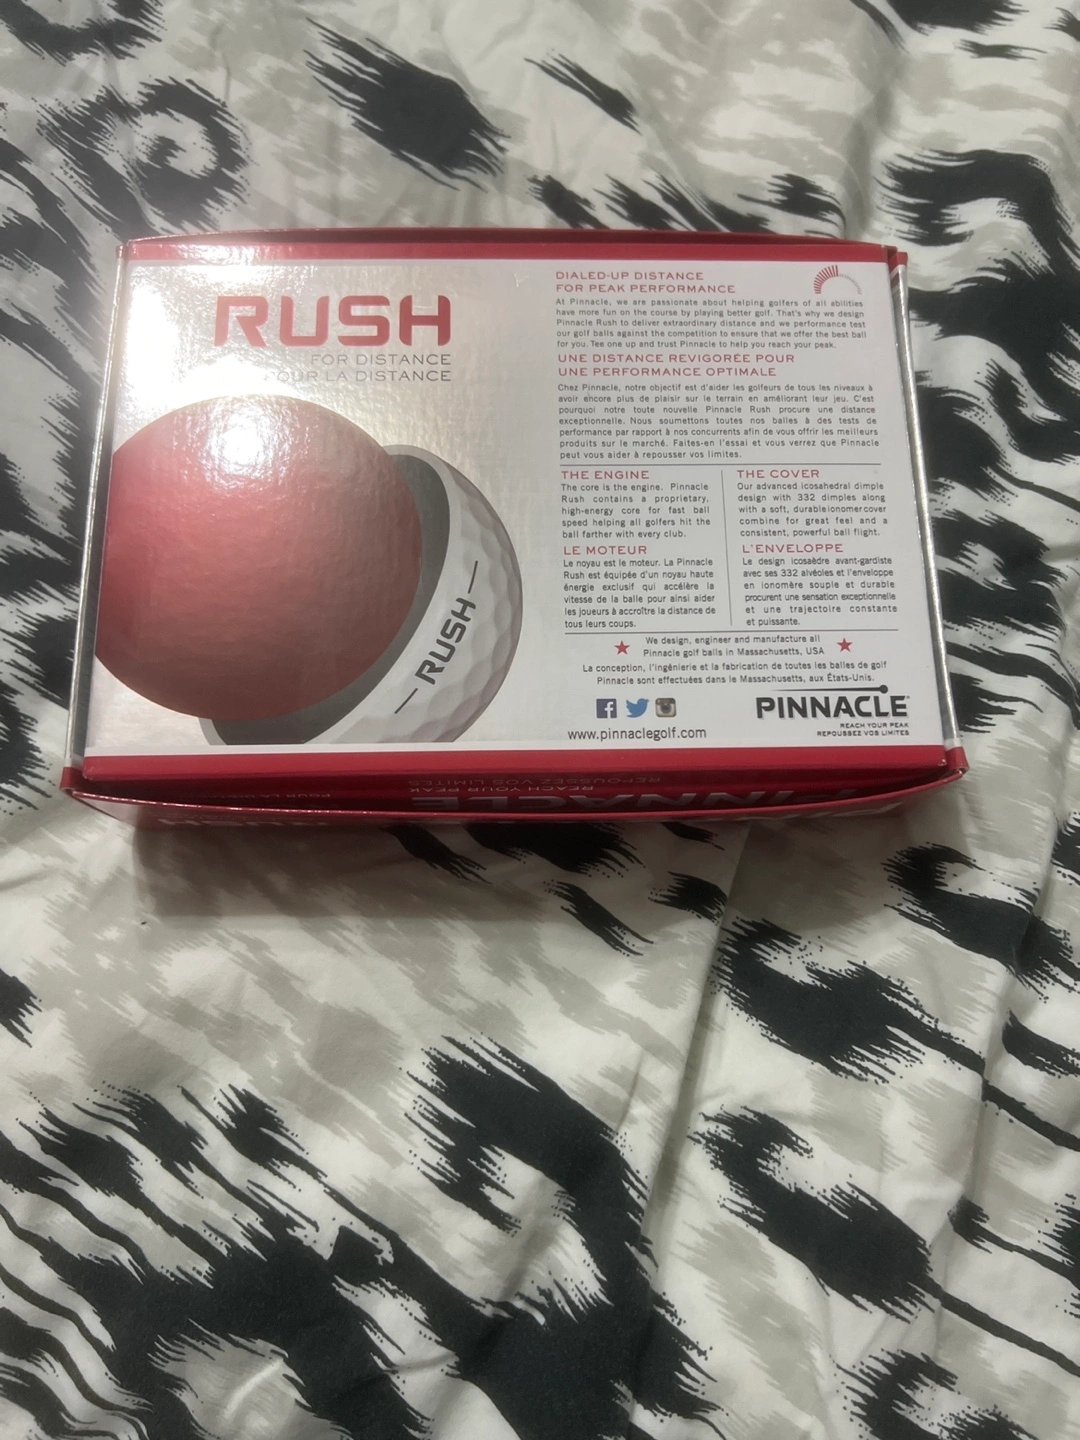 RUSH
FOR DISTANCE
POUR LA DISTANCE
RUSH
DIALED-UP DISTANCE
FOR PEAK PERFORMANCE
At Pinnacle, we are passionate about helping golfers of all abilities
have more fun on the course by playing better golf. That's why we design
Pinnacle Rush to deliver extraordinary distance and we performance test
our golf balls against the competition to ensure that we offer the best ball
for you. Tee one up and trust Pinnacle to help you reach your peak.
UNE DISTANCE REVIGORÉE POUR
UNE PERFORMANCE OPTIMALE
Chez Pinnacle, notre objectif est d'aider les golfeurs de tous les niveaux à
avoir encore plus de plaisir sur le terrain en améliorant leur jeu. C'est
pourquoi notre toute nouvelle Pinnacle Rush procure une distance
exceptionnelle. Nous soumettons toutes nos balles à des tests de
performance par rapport à nos concurrents afin de vous offrir les meilleurs
produits sur le marché. Faites-en l'essai et vous verrez que Pinnacle
peut vous aider à repousser vos limites.
THE ENGINE
The core is the engine. Pinnacle
Rush contains a proprietary,
high-energy core for fast ball
speed helping all golfers hit the
ball farther with every club.
LE MOTEUR
Le noyau est le moteur. La Pinnacle
Rush est équipée d'un noyau haute
énergie exclusif qui accélère la
vitesse de la balle pour ainsi aider
les joueurs à accroître la distance de
tous leurs coups.
THE COVER
Our advanced icosahedral dimple
design with 332 dimples along
with a soft, durable ionomer cover
combine for great feel and a
consistent, powerful ball flight.
L'ENVELOPPE
Le design icosaèdre avant-gardiste
avec ses 332 alvéoles et l'enveloppe
en ionomère souple et durable
procurent une sensation exceptionnelle
et une trajectoire constante
et puissante.
We design, engineer and manufacture all
Pinnacle golf balls in Massachusetts, USA
La conception, l'ingénierie et la fabrication de toutes les balles de golf
Pinnacle sont effectuées dans le Massachusetts, aux États-Unis.
www.pinnaclegolf.com
PINNACLE
REACH YOUR PEAK
REPOUSSEZ VOS LIMITES
REPOUSSEZ VOS LIMITES
REACH YOUR PEAK
PINNACLE